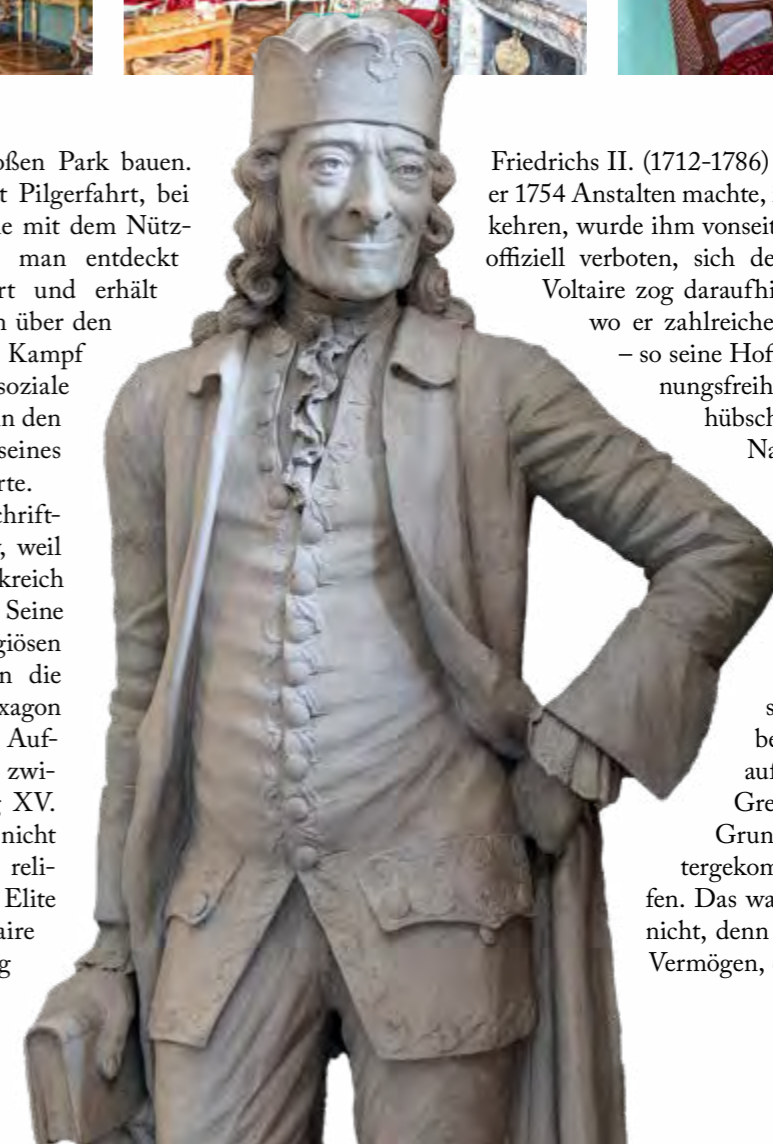 oßen Park bauen.
t Pilgerfahrt, bei
e mit dem Nütz-
man entdeckt
rt und erhält
n über den
Kampf
soziale
in den
seines
rte.
chrift-
, weil
kreich
Seine
giösen
n die
xagon
Auf-
zwi-
g XV.
nicht
reli-
Elite
aire
g
Friedrichs II. (1712-1786)
er 1754 Anstalten machte,
kehren, wurde ihm vonseit
offiziell verboten, sich de
Voltaire zog daraufhi
wo er zahlreiche
– so seine Hof
nungsfreih
hübsch
Na
s
be
auf
Gre
Grun
tergekom
fen. Das wa
nicht, denn
Vermögen,